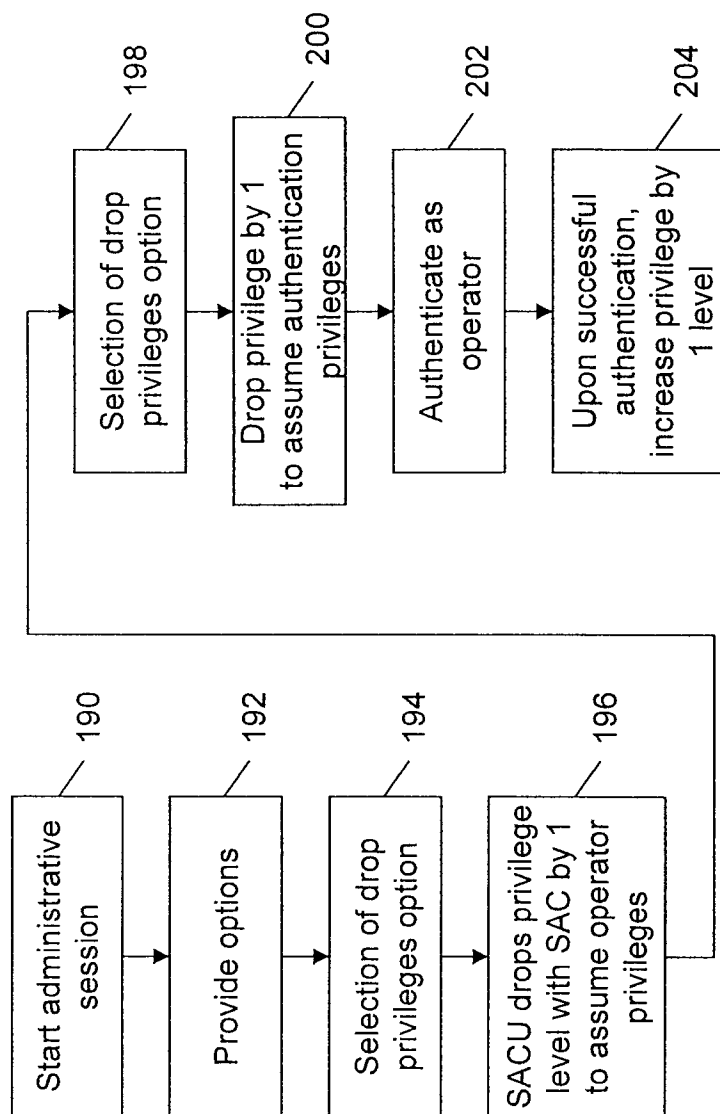 Start administrative
session
190
Provide options
192
Selection of drop
privileges option
194
SACU drops privilege
level with SAC by 1
to assume operator
privileges
196
Selection of drop
privileges option
198
Drop privilege by 1
to assume authentication
privileges
200
Authenticate as
operator
202
Upon successful
authentication,
increase privilege by
1 level
204